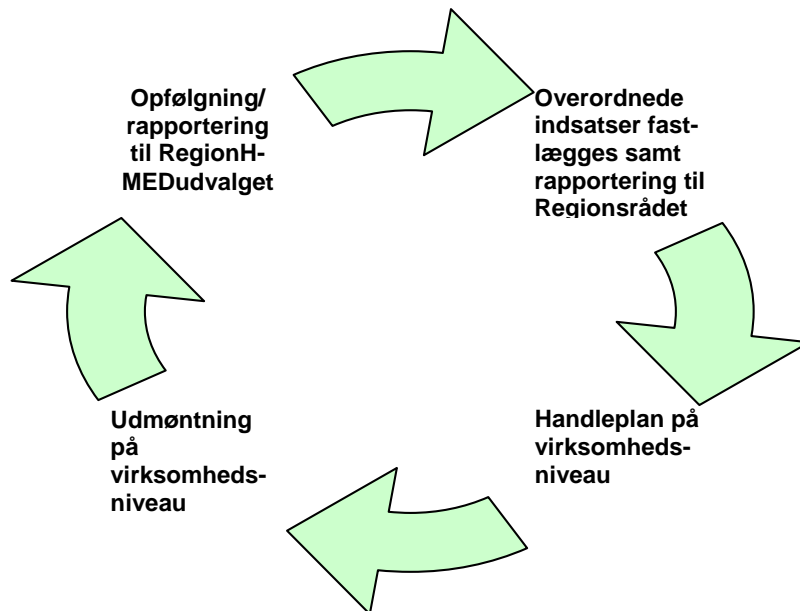 Opfølgning/
rapportering
til RegionH-
MEDudvalget
Overordnede
indsatser fast-
lægges samt
rapportering til
Regionsrådet
Handleplan på
virksomheds-
niveau
Udmøntning
på
virksomheds-
niveau